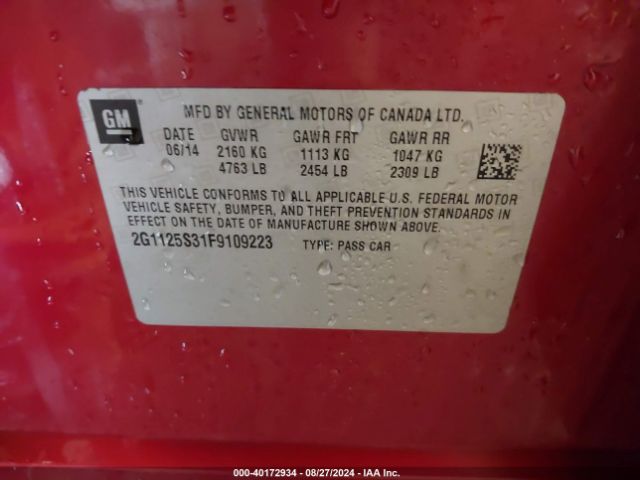 GM
MFD BY GENERAL MOTORS OF CANADA LTD.
DATE GVWR GAWR FRT GAWR RR
06/14 2160 KG 1113 KG 1047 KG
4763 LB 2454 LB 2309 LB
THIS VEHICLE CONFORMS TO ALL APPLICABLE U.S. FEDERAL MOTOR
VEHICLE SAFETY, BUMPER, AND THEFT PREVENTION STANDARDS IN
EFFECT ON THE DATE OF MANUFACTURE SHOWN ABOVE.
2G1125S31F9109223 TYPE: PASS CAR
000-40172934 - 08/27/2024 - IAA Inc.